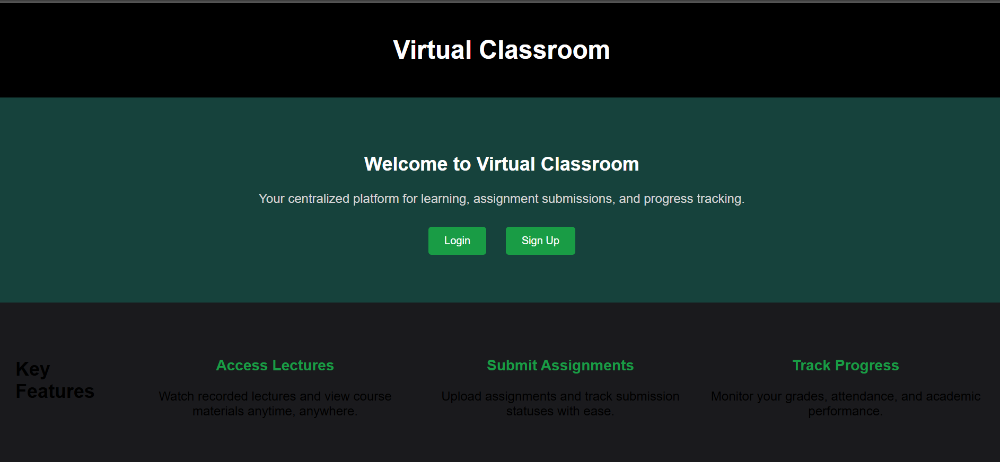 Virtual Classroom
Welcome to Virtual Classroom
Your centralized platform for learning, assignment submissions, and progress tracking.
Login
Sign Up
Key
Features
Access Lectures
Watch recorded lectures and view course
materials anytime, anywhere.
Submit Assignments
Upload assignments and track submission
statuses with ease.
Track Progress
Monitor your grades, attendance, and academic
performance.